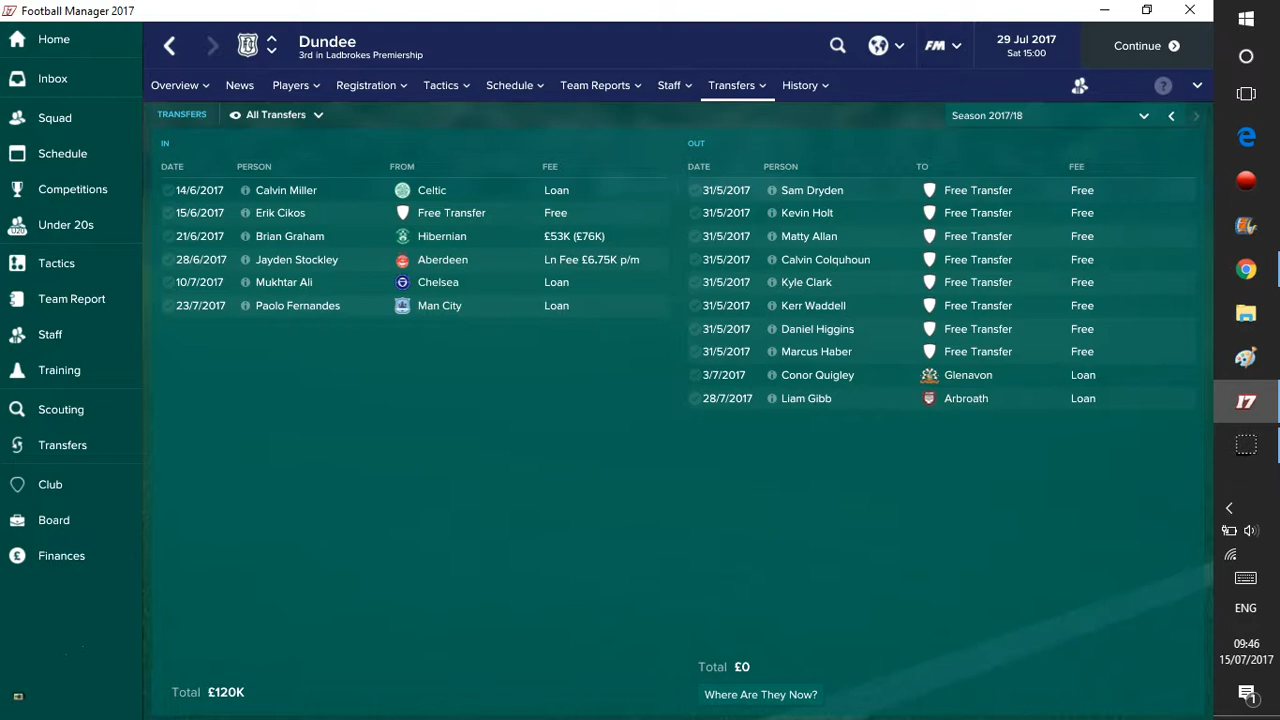 17 Football Manager 2017
Home
Inbox
Squad
Schedule
Competitions
U20
Under 20s
Tactics
Team Report
Staff
Training
Scouting
Transfers
Club
Board
Finances
Dundee
3rd in Ladbrokes Premiership
FM
29 Jul 2017
Sat 15:00
Continue
Overview News Players Registration Tactics Schedule Team Reports Staff Transfers History
TRANSFERS All Transfers
Season 2017/18
IN
DATE PERSON FROM FEE
14/6/2017 Calvin Miller Celtic Loan
15/6/2017 Erik Cikos Free Transfer Free
21/6/2017 Brian Graham Hibernian £53K (£76K)
28/6/2017 Jayden Stockley Aberdeen Ln Fee £6.75K p/m
10/7/2017 Mukhtar Ali Chelsea Loan
23/7/2017 Paolo Fernandes Man City Loan
Total £120K
OUT
DATE PERSON TO FEE
31/5/2017 Sam Dryden Free Transfer Free
31/5/2017 Kevin Holt Free Transfer Free
31/5/2017 Matty Allan Free Transfer Free
31/5/2017 Calvin Colquhoun Free Transfer Free
31/5/2017 Kyle Clark Free Transfer Free
31/5/2017 Kerr Waddell Free Transfer Free
31/5/2017 Daniel Higgins Free Transfer Free
31/5/2017 Marcus Haber Free Transfer Free
3/7/2017 Conor Quigley Glenavon Loan
28/7/2017 Liam Gibb Arbroath Loan
Total £0
Where Are They Now?
17
ENG
09:46
15/07/2017
1